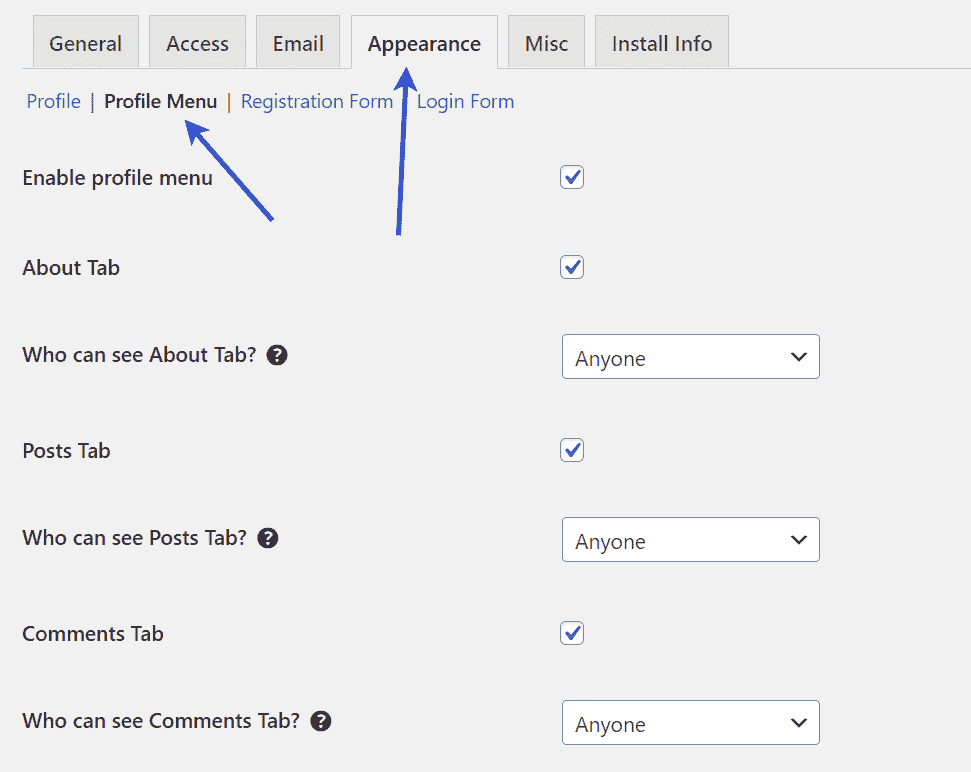 General Access Email Appearance Misc Install Info
Profile | Profile Menu | Registration Form Login Form
Enable profile menu
About Tab
Who can see About Tab? ? Anyone
Posts Tab
Who can see Posts Tab? ? Anyone
Comments Tab
Who can see Comments Tab? ? Anyone